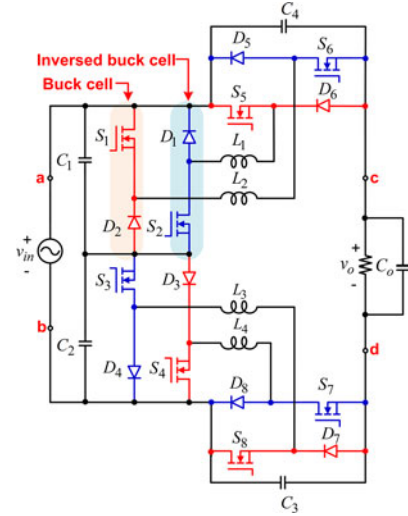 C4
D5
S6
Inversed buck cell
Buck cell
S5
D6
S1
D1
L1
C1
L2
a
c
+
vin
-
D2
S2
+
vo
-
Co
S3
D3
L3
b
L4
d
C2
D4
S4
D8
S7
S8
D7
C3